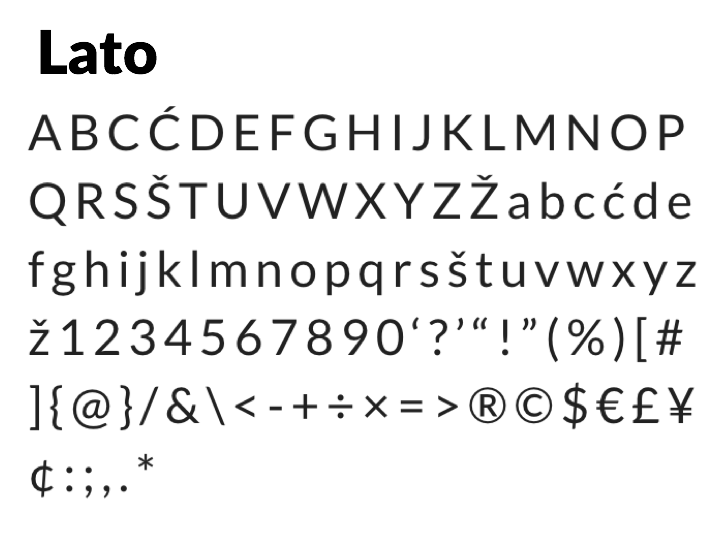 Lato
ABCĆDEFGHIJKLMNOP
QRSŠTUVWXYZŽabcćde
fghijklmnopqrsštuvwxyz
ž1234567890‘?’“!”(%)[#
]{@}/&\<-+÷×=>®©$€£¥
¢:;,.*